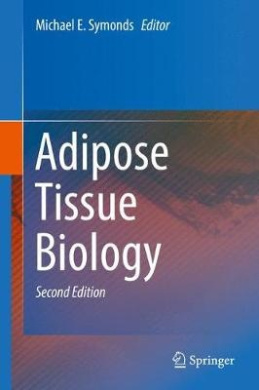 Michael E. Symonds Editor
Adipose
Tissue
Biology
Second Edition
Springer